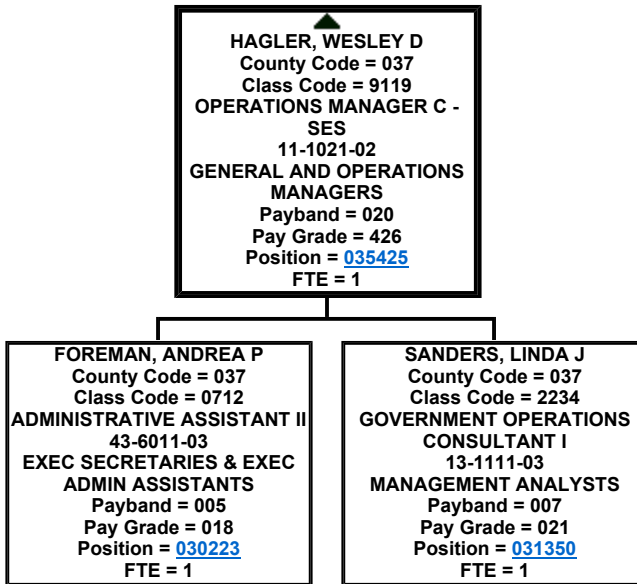 HAGLER, WESLEY D
County Code = 037
Class Code = 9119
OPERATIONS MANAGER C -
SES
11-1021-02
GENERAL AND OPERATIONS
MANAGERS
Payband = 020
Pay Grade = 426
Position = 035425
FTE = 1
FOREMAN, ANDREA P
County Code = 037
Class Code = 0712
ADMINISTRATIVE ASSISTANT II
43-6011-03
EXEC SECRETARIES & EXEC
ADMIN ASSISTANTS
Payband = 005
Pay Grade = 018
Position = 030223
FTE = 1
SANDERS, LINDA J
County Code = 037
Class Code = 2234
GOVERNMENT OPERATIONS
CONSULTANT I
13-1111-03
MANAGEMENT ANALYSTS
Payband = 007
Pay Grade = 021
Position = 031350
FTE = 1